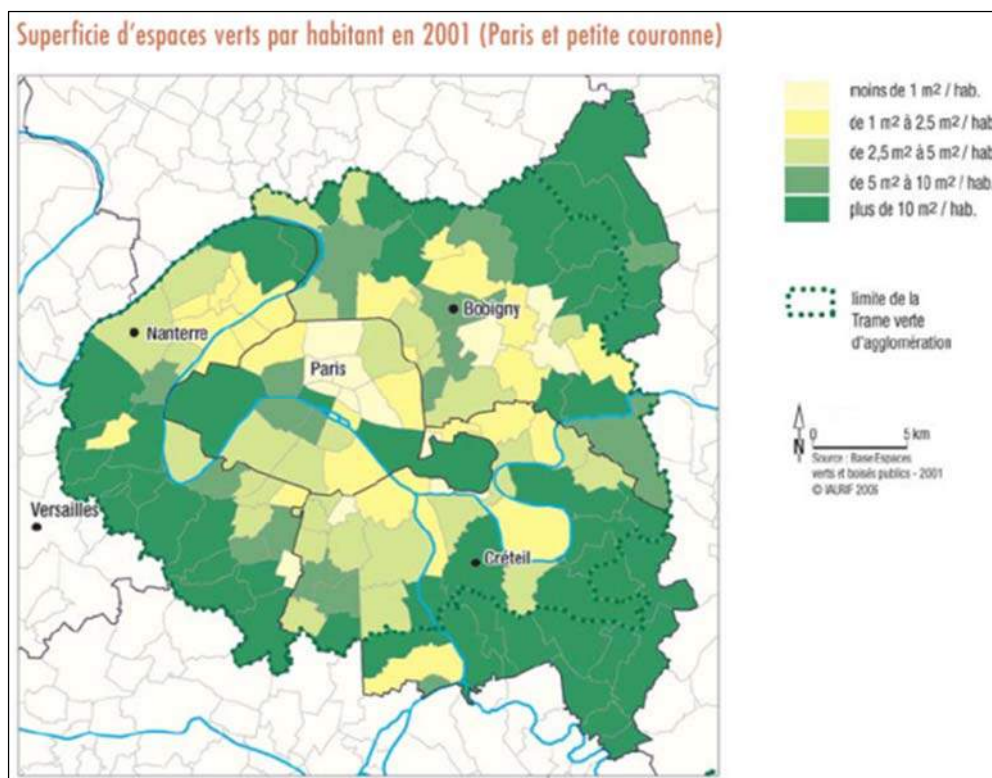 Superficie d'espaces verts par habitant en 2001 (Paris et petite couronne)
moins de 1 m2 / hab.
de 1 m2 à 2,5 m2 / hab.
de 2,5 m2 à 5 m2 / hab.
de 5 m2 à 10 m2 / hab.
plus de 10 m2 / hab.
limite de la
Trame verte
d'agglomération
N
0 5 km
Source : Base Espaces
verts et boisés publics - 2001
© IAURIF 2006
Bobigny
Nanterre
Paris
Versailles
Créteil